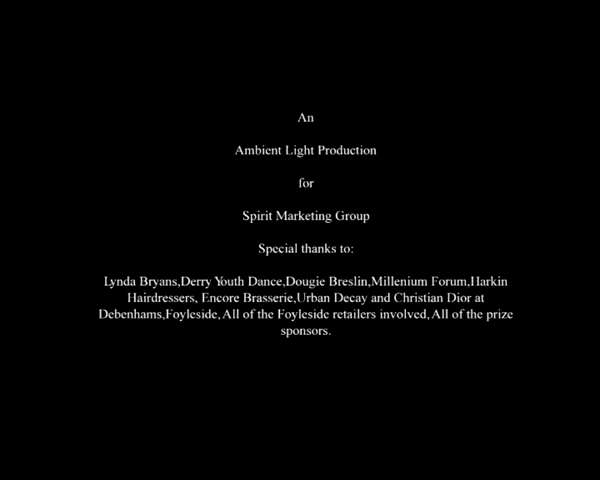 An
Ambient Light Production
for
Spirit Marketing Group
Special thanks to:
Lynda Bryans,Derry Youth Dance,Dougie Breslin,Millenium Forum,Harkin
Hairdressers, Encore Brasserie,Urban Decay and Christian Dior at
Debenhams,Foyleside, All of the Foyleside retailers involved, All of the prize
sponsors.